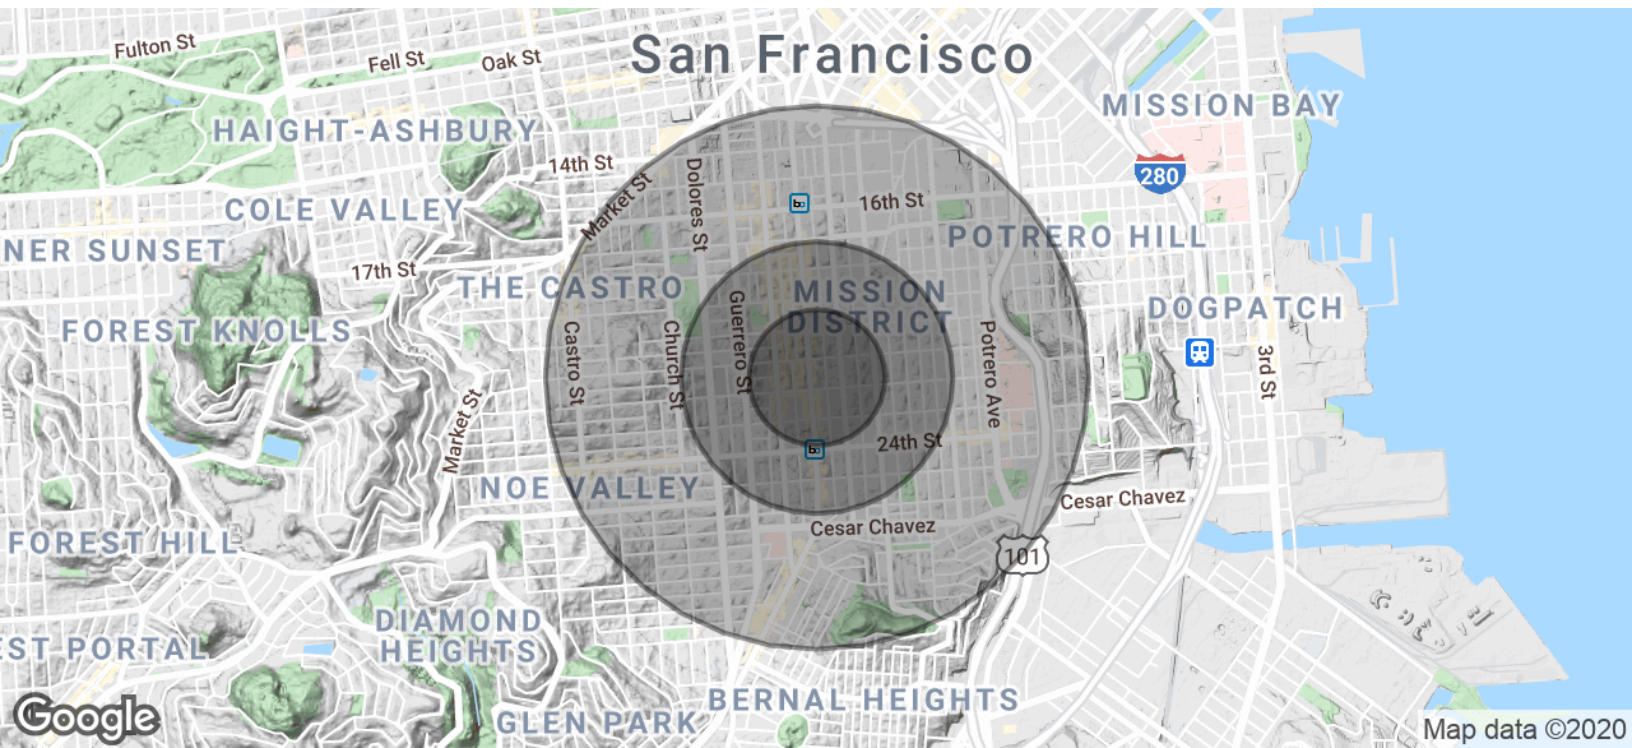 San Francisco
Fulton St
Fell St
Oak St
MISSION BAY
HAIGHT-ASHBURY
14th St
Dolores St
280
Market St
16th St
COLE VALLEY
NER SUNSET
POTRERO HILL
17th St
THE CASTRO
MISSION
DISTRICT
DOGPATCH
FOREST KNOLLS
Castro St
Church St
Guerrero St
Potrero Ave
3rd St
Market St
24th St
NOE VALLEY
Cesar Chavez
Cesar Chavez
FOREST HILL
101
DIAMOND
HEIGHTS
EST PORTAL
BERNAL HEIGHTS
GLEN PARK
Google
Map data ©2020